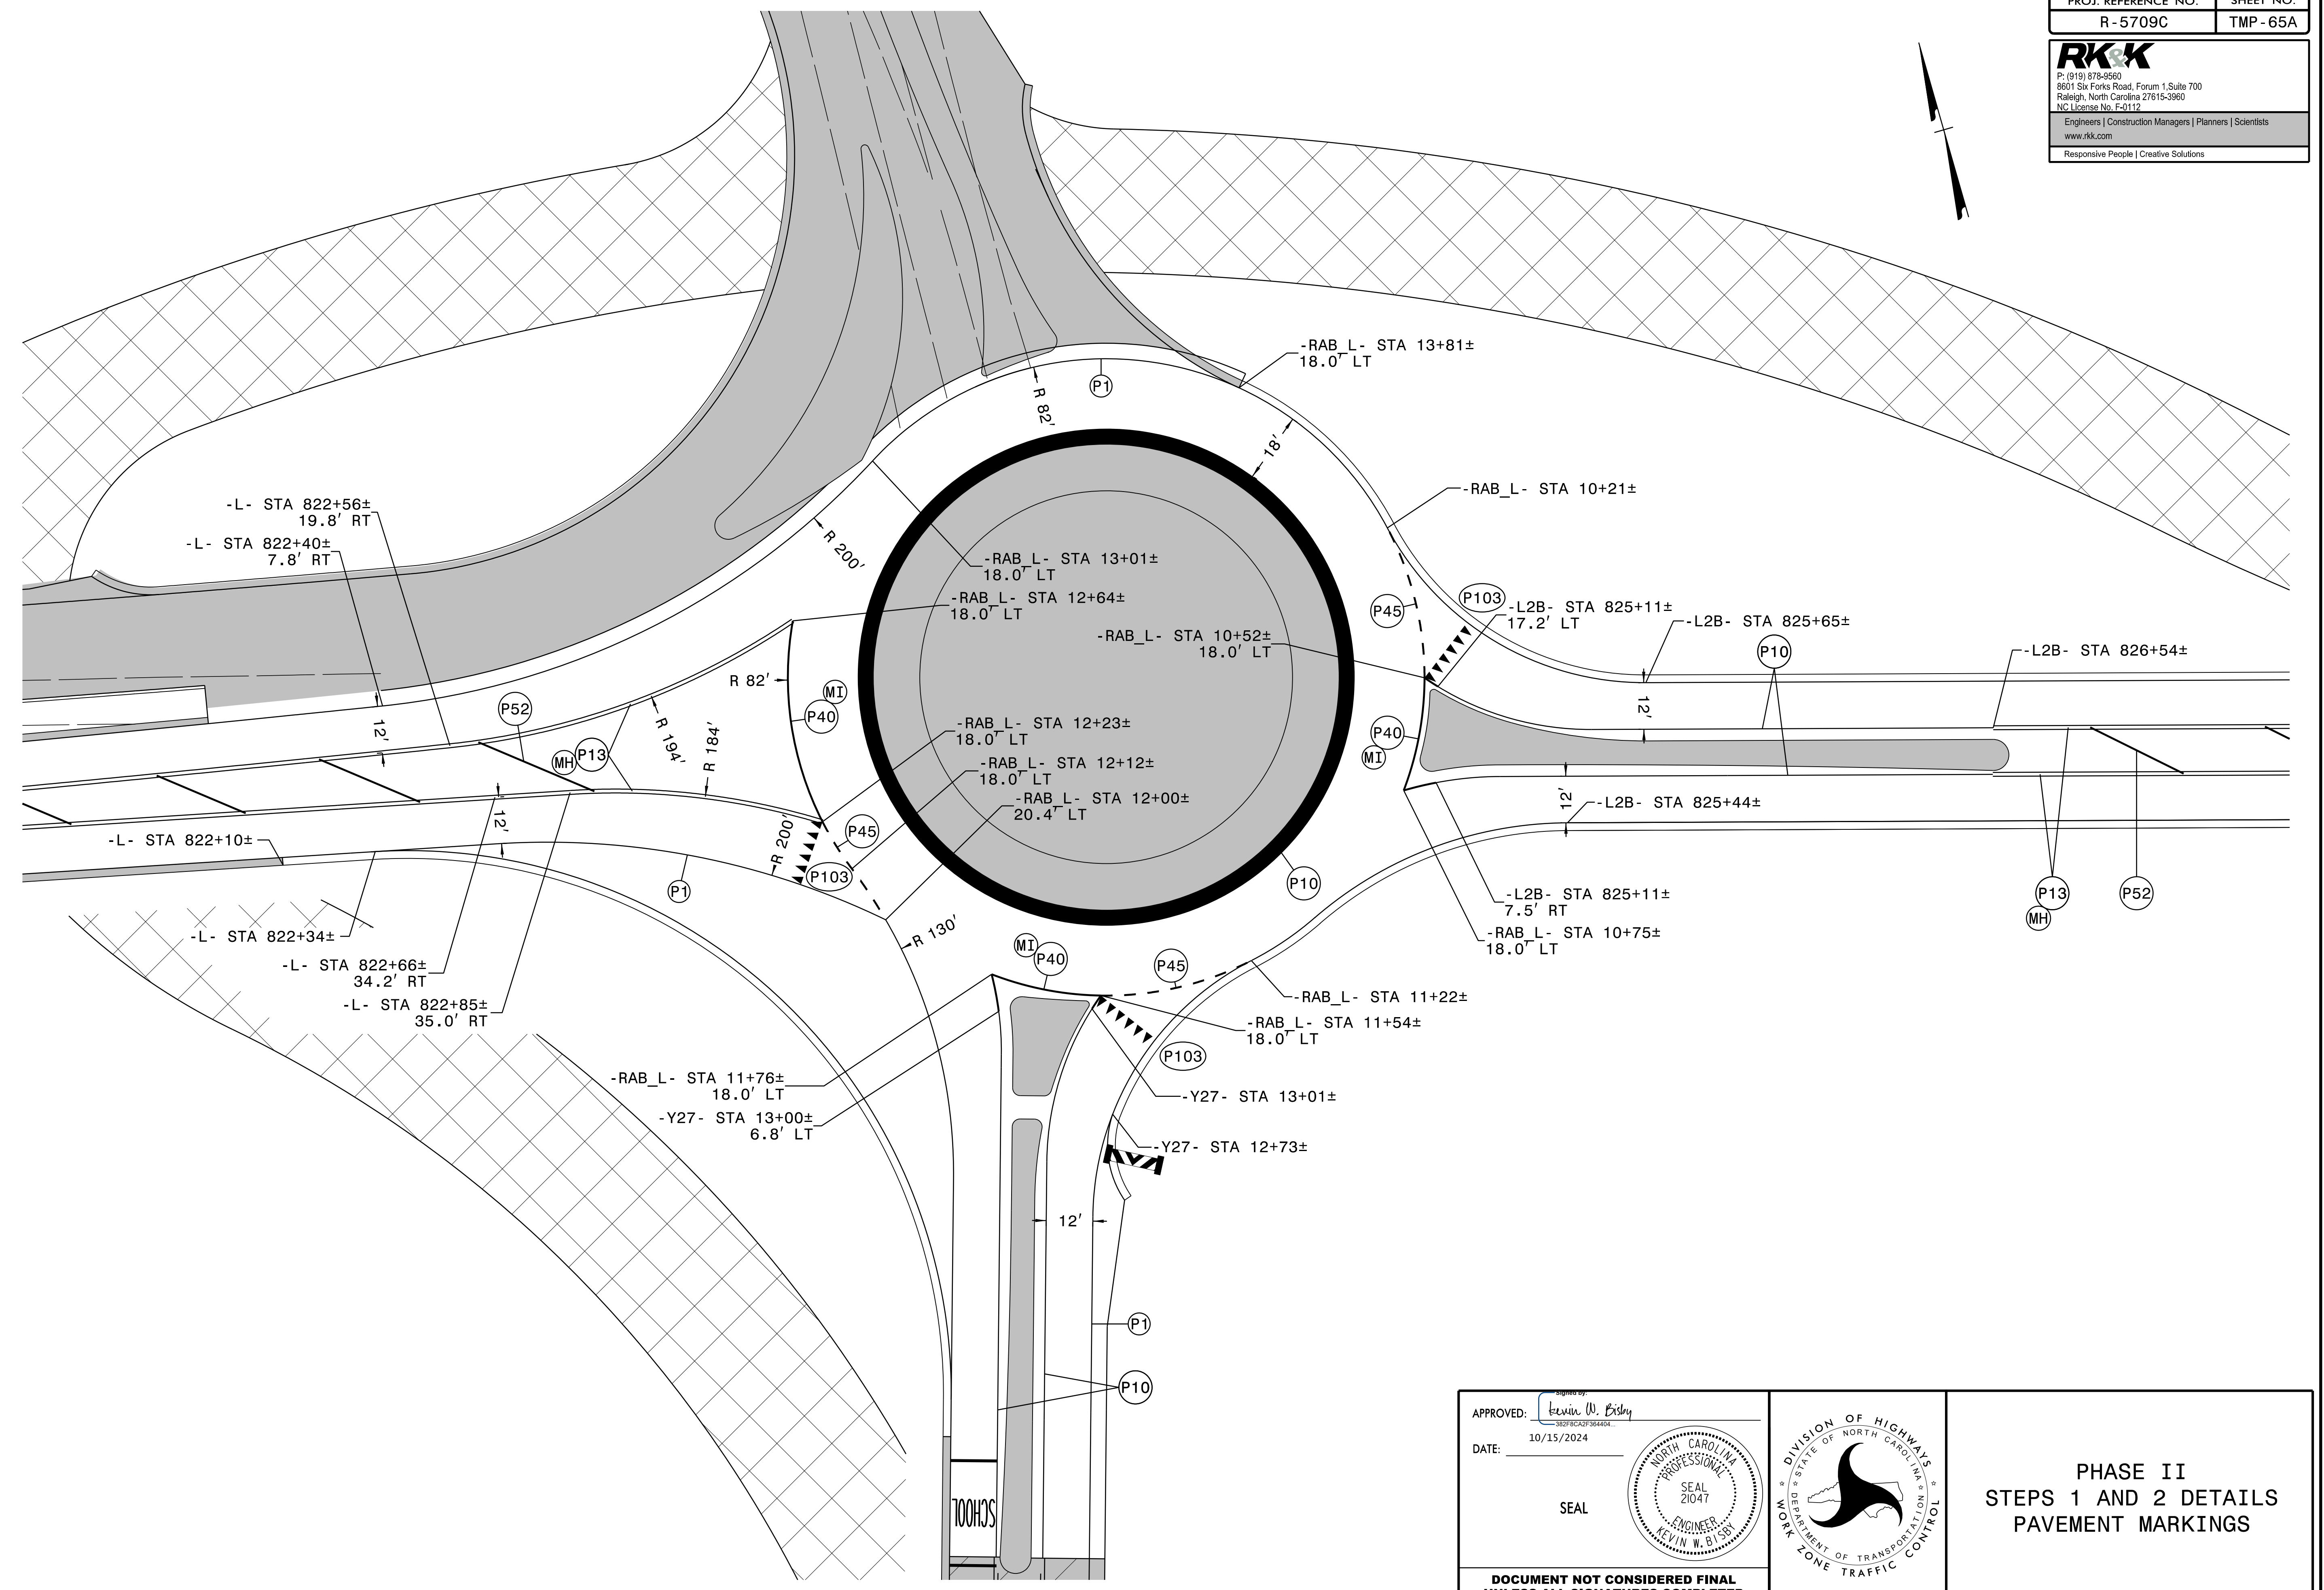 PROJ. REFERENCE NO.
SHEET NO.
R-5709C
TMP-65A
RK&K
P: (919) 878-9560
8601 Six Forks Road, Forum 1, Suite 700
Raleigh, North Carolina 27615-3960
NC License No. F-0112
Engineers | Construction Managers | Planners | Scientists
www.rkk.com
Responsive People | Creative Solutions
-RAB_L- STA 13+81±
18.0' LT
P1
R 82'
18'
-RAB_L- STA 10+21±
-L- STA 822+56±
19.8' RT
-L- STA 822+40±
7.8' RT
R 200'
-RAB_L- STA 13+01±
18.0' LT
-RAB_L- STA 12+64±
18.0' LT
-RAB_L- STA 10+52±
18.0' LT
P45
P103
-L2B- STA 825+11±
17.2' LT
-L2B- STA 825+65±
P10
-L2B- STA 826+54±
R 82'
MI
P40
P52
12'
MH
P13
R 194'
R 184'
12'
-RAB_L- STA 12+23±
18.0' LT
-RAB_L- STA 12+12±
18.0' LT
-RAB_L- STA 12+00±
20.4' LT
P40
MI
12'
12'
-L2B- STA 825+44±
-L- STA 822+10±
R 200'
P45
P103
P1
P10
R 130'
-L2B- STA 825+11±
7.5' RT
-RAB_L- STA 10+75±
18.0' LT
P13
MH
P52
-L- STA 822+34±
-L- STA 822+66±
34.2' RT
-L- STA 822+85±
35.0' RT
MI
P40
P45
-RAB_L- STA 11+22±
-RAB_L- STA 11+54±
18.0' LT
P103
-RAB_L- STA 11+76±
18.0' LT
-Y27- STA 13+00±
6.8' LT
-Y27- STA 13+01±
-Y27- STA 12+73±
12'
P1
P10
SCHOOL
APPROVED:
Signed by:
Kevin W. Bisby
382F8CA2F364404...
10/15/2024
DATE:
SEAL
NORTH CAROLINA
PROFESSIONAL
SEAL
21047
ENGINEER
KEVIN W. BISBY
DOCUMENT NOT CONSIDERED FINAL
UNLESS ALL SIGNATURES COMPLETED
DIVISION OF HIGHWAYS
STATE OF NORTH CAROLINA
DEPARTMENT OF TRANSPORTATION
WORK ZONE TRAFFIC CONTROL
PHASE II
STEPS 1 AND 2 DETAILS
PAVEMENT MARKINGS